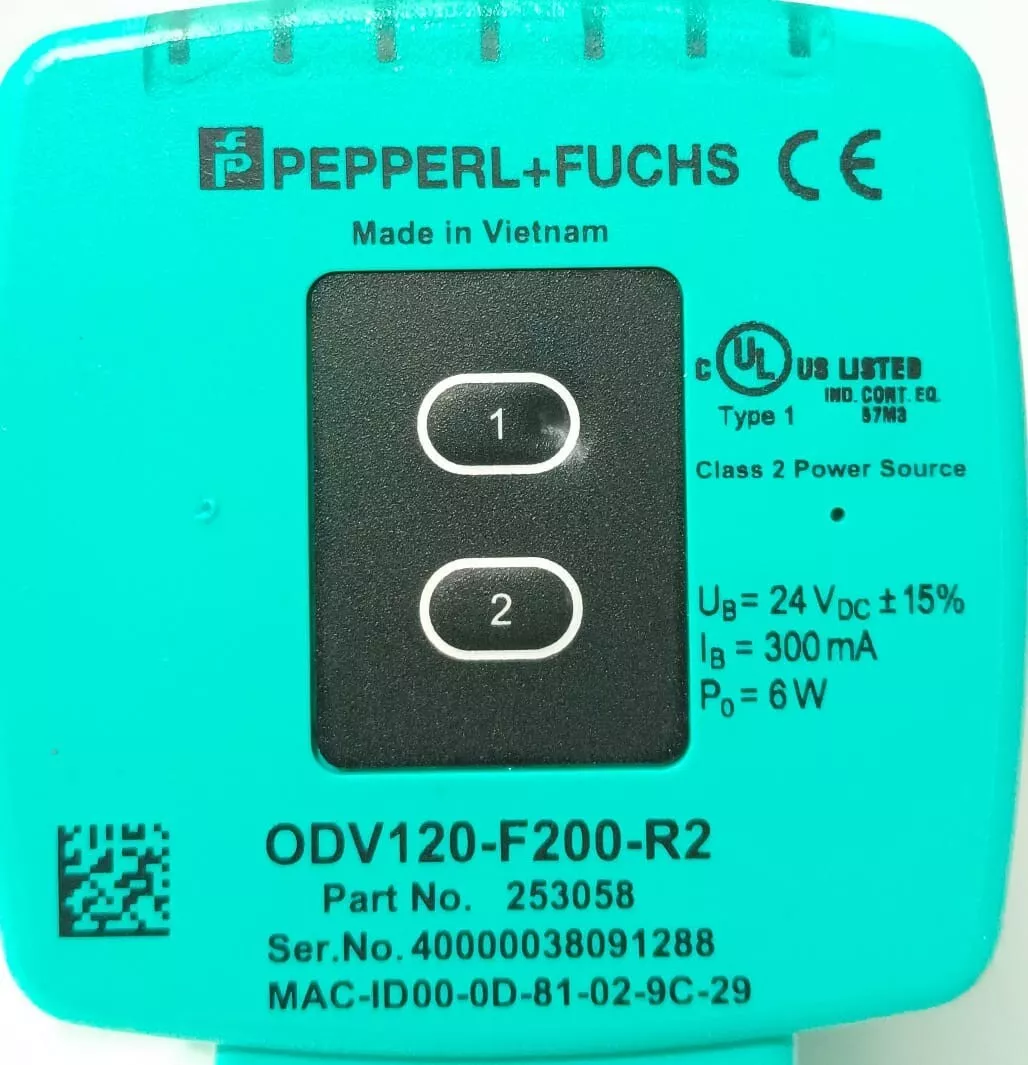 PEPPERL+FUCHS CE
Made in Vietnam
1
2
C UL US LISTED
IND. CONT. EQ.
Type 1 57M3
Class 2 Power Source
UB = 24 VDC ± 15%
IB = 300 mA
P0 = 6 W
ODV120-F200-R2
Part No. 253058
Ser.No. 40000038091288
MAC-ID00-0D-81-02-9C-29